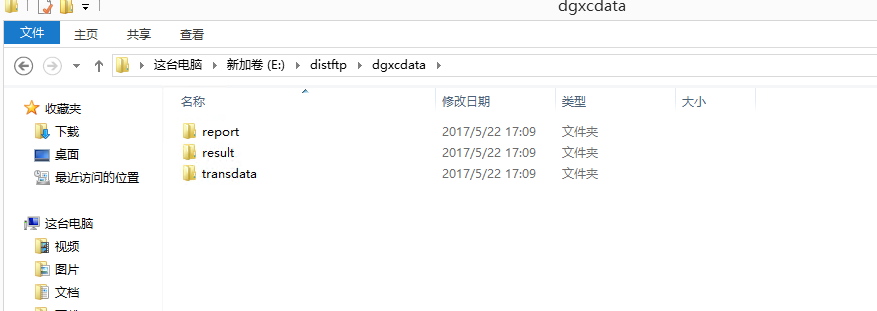 dgxcdata
文件 主页 共享 查看
这台电脑 新加卷 (E:) distftp dgxcdata
名称 修改日期 类型 大小
收藏夹
下载
桌面
最近访问的位置
这台电脑
视频
图片
文档
report 2017/5/22 17:09 文件夹
result 2017/5/22 17:09 文件夹
transdata 2017/5/22 17:09 文件夹